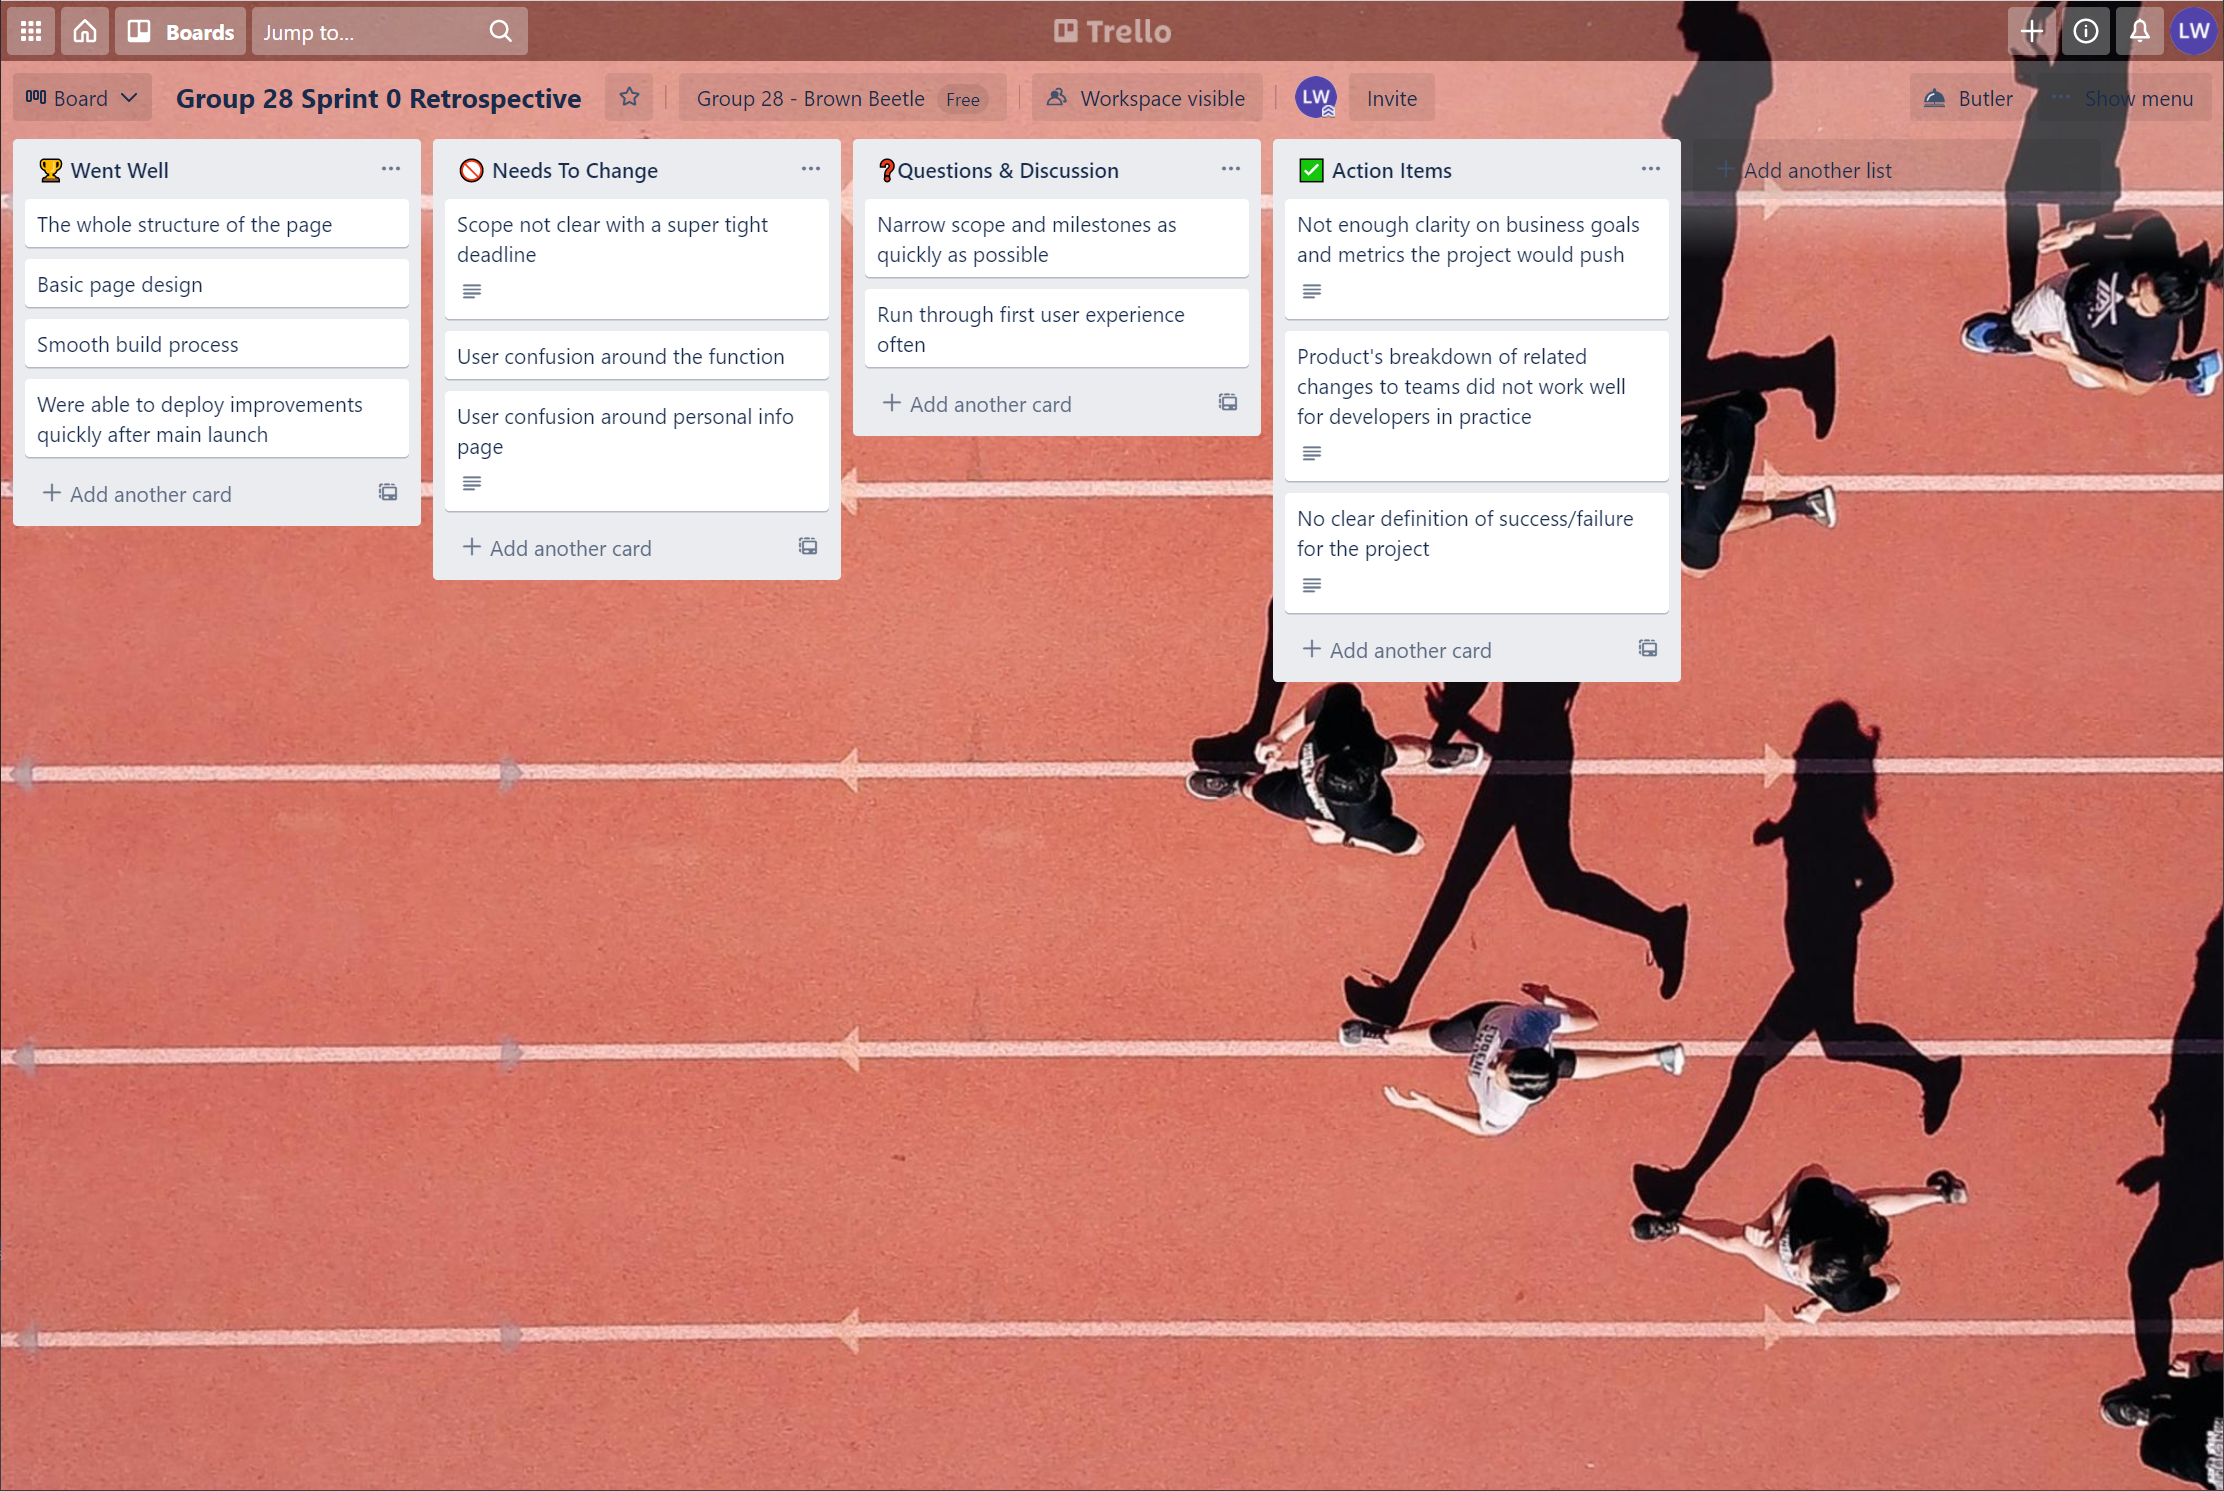 Boards
Jump to...
Trello
LW
Board
Group 28 Sprint 0 Retrospective
Group 28 - Brown Beetle Free
Workspace visible
LW
Invite
Butler
... Show menu
Went Well
The whole structure of the page
Basic page design
Smooth build process
Were able to deploy improvements
quickly after main launch
+ Add another card
Needs To Change
Scope not clear with a super tight
deadline
User confusion around the function
User confusion around personal info
page
+ Add another card
❓Questions & Discussion
Narrow scope and milestones as
quickly as possible
Run through first user experience
often
+ Add another card
Action Items
Not enough clarity on business goals
and metrics the project would push
Product's breakdown of related
changes to teams did not work well
for developers in practice
No clear definition of success/failure
for the project
+ Add another card
+ Add another list